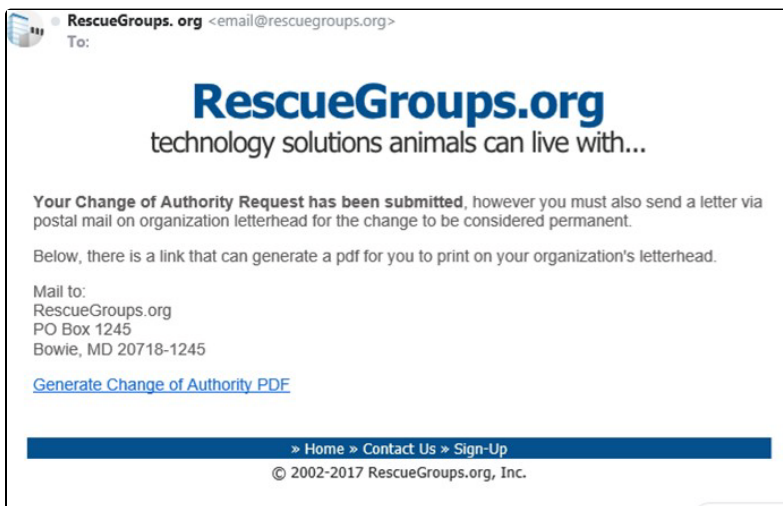 RescueGroups. org <email@rescuegroups.org>
To:
RescueGroups.org
technology solutions animals can live with...
Your Change of Authority Request has been submitted, however you must also send a letter via
postal mail on organization letterhead for the change to be considered permanent.
Below, there is a link that can generate a pdf for you to print on your organization's letterhead.
Mail to:
RescueGroups.org
PO Box 1245
Bowie, MD 20718-1245
Generate Change of Authority PDF
» Home » Contact Us » Sign-Up
© 2002-2017 RescueGroups.org, Inc.